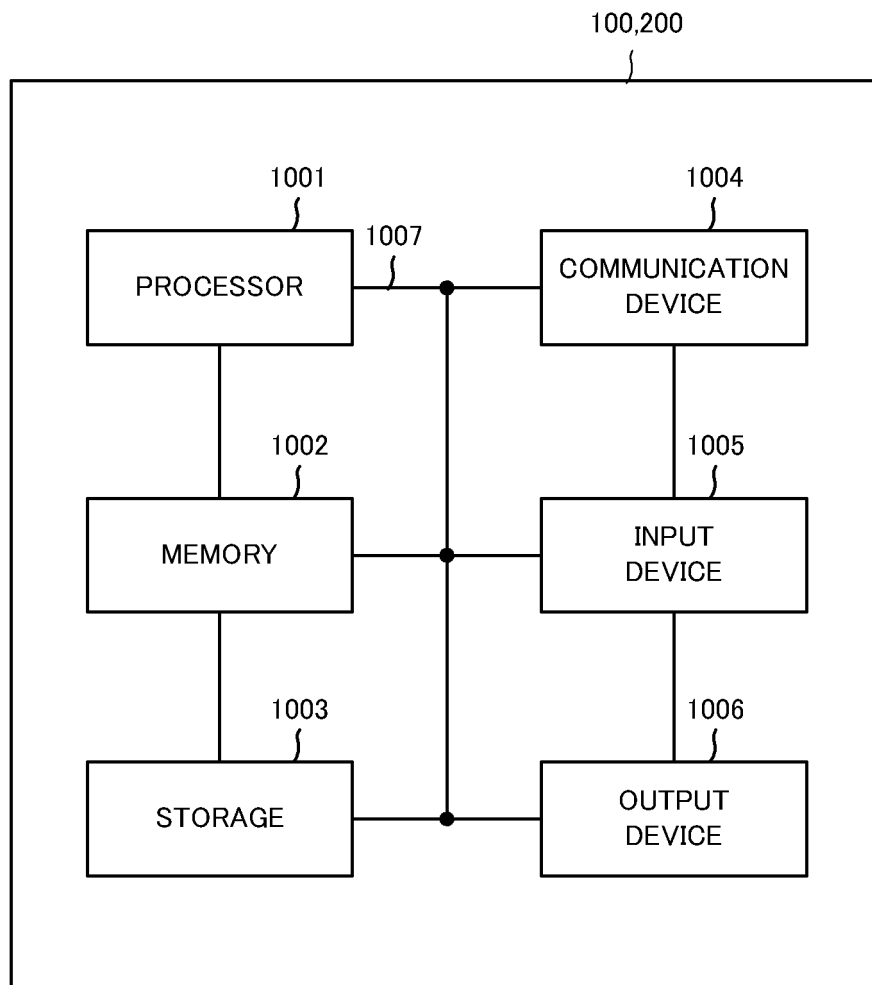 100,200
1001
1004
1007
PROCESSOR
COMMUNICATION
DEVICE
1002
1005
MEMORY
INPUT
DEVICE
1003
1006
STORAGE
OUTPUT
DEVICE